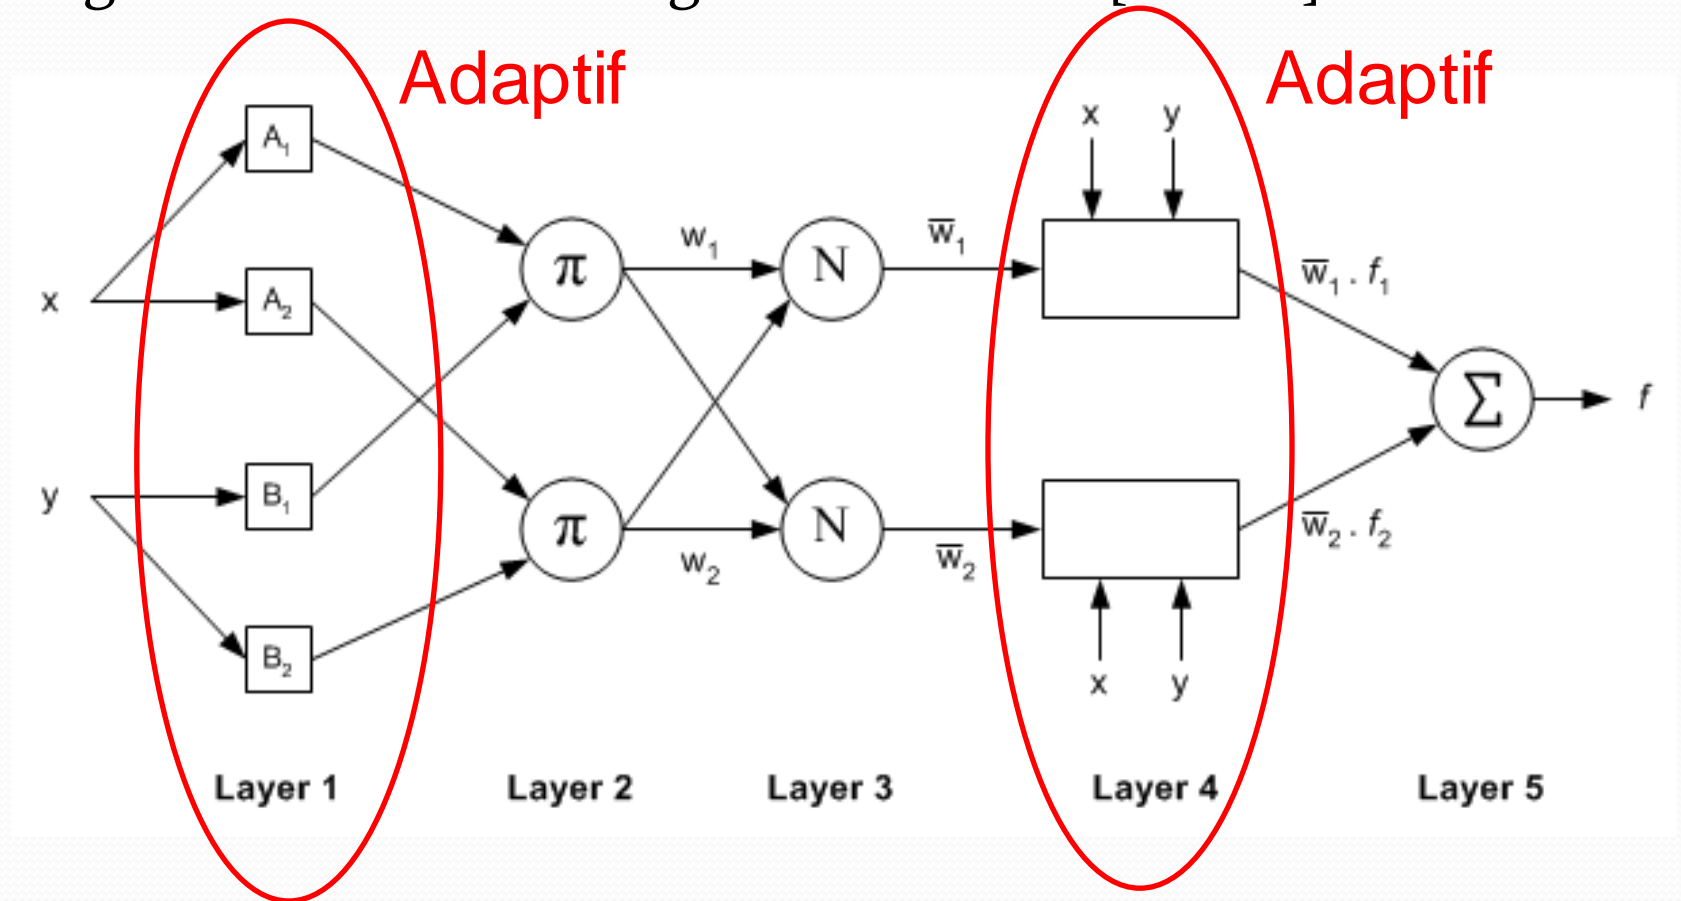 Adaptif
Adaptif
x y
A₁
w₁
w̅₁
π
N
w̅₁ . f₁
x
A₂
Σ
f
y
B₁
π
N
w₂
w̅₂
w̅₂ . f₂
B₂
x y
Layer 1 Layer 2 Layer 3 Layer 4 Layer 5